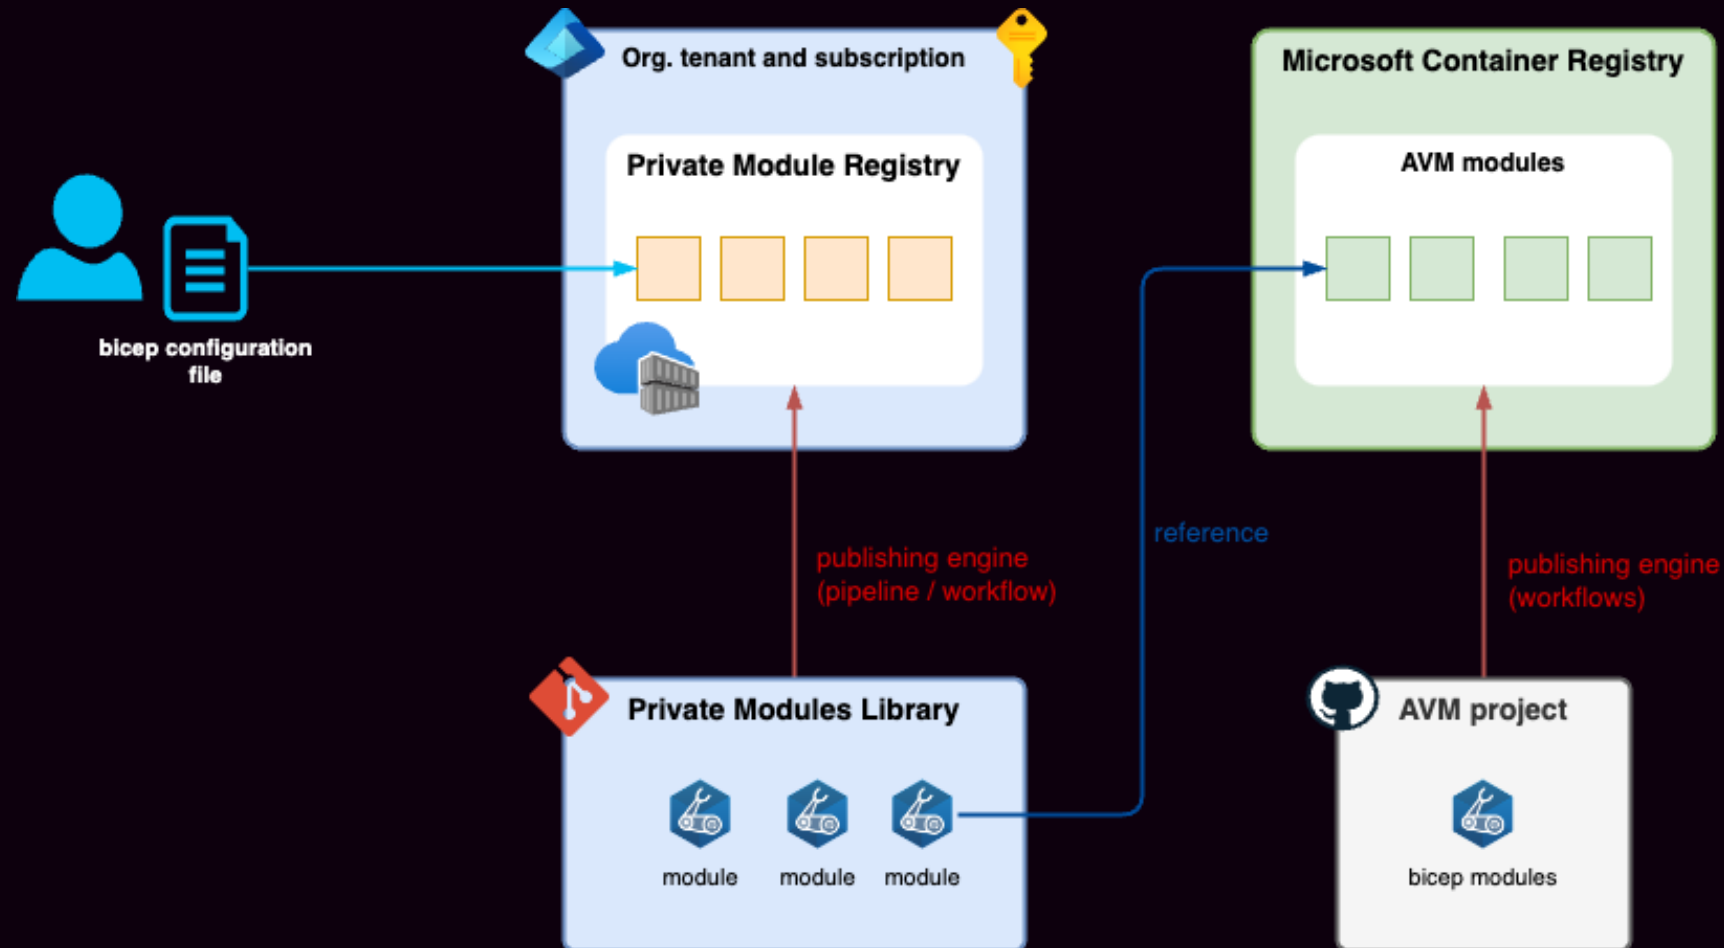 Org. tenant and subscription
Microsoft Container Registry
Private Module Registry
AVM modules
bicep configuration
file
reference
publishing engine
(pipeline / workflow)
publishing engine
(workflows)
Private Modules Library
AVM project
module
module
module
bicep modules